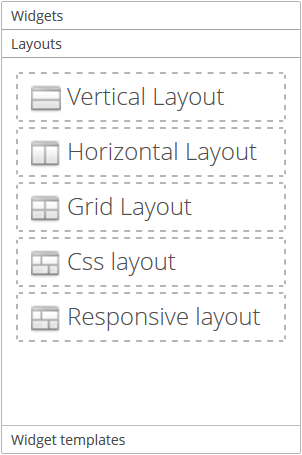 Widgets
Layouts
Vertical Layout
Horizontal Layout
Grid Layout
Css layout
Responsive layout
Widget templates